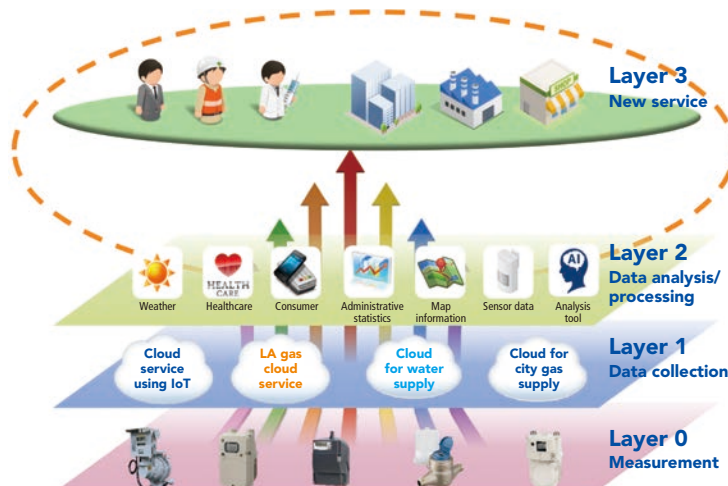 Layer 3
New service
Layer 2
Data analysis/
processing
AI
HEALTH
CARE
Weather
Healthcare
Consumer
Administrative
statistics
Map
information
Sensor data
Analysis
tool
Layer 1
Data collection
Cloud
service
using IoT
LA gas
cloud
service
Cloud
for water
supply
Cloud for
city gas
supply
Layer 0
Measurement